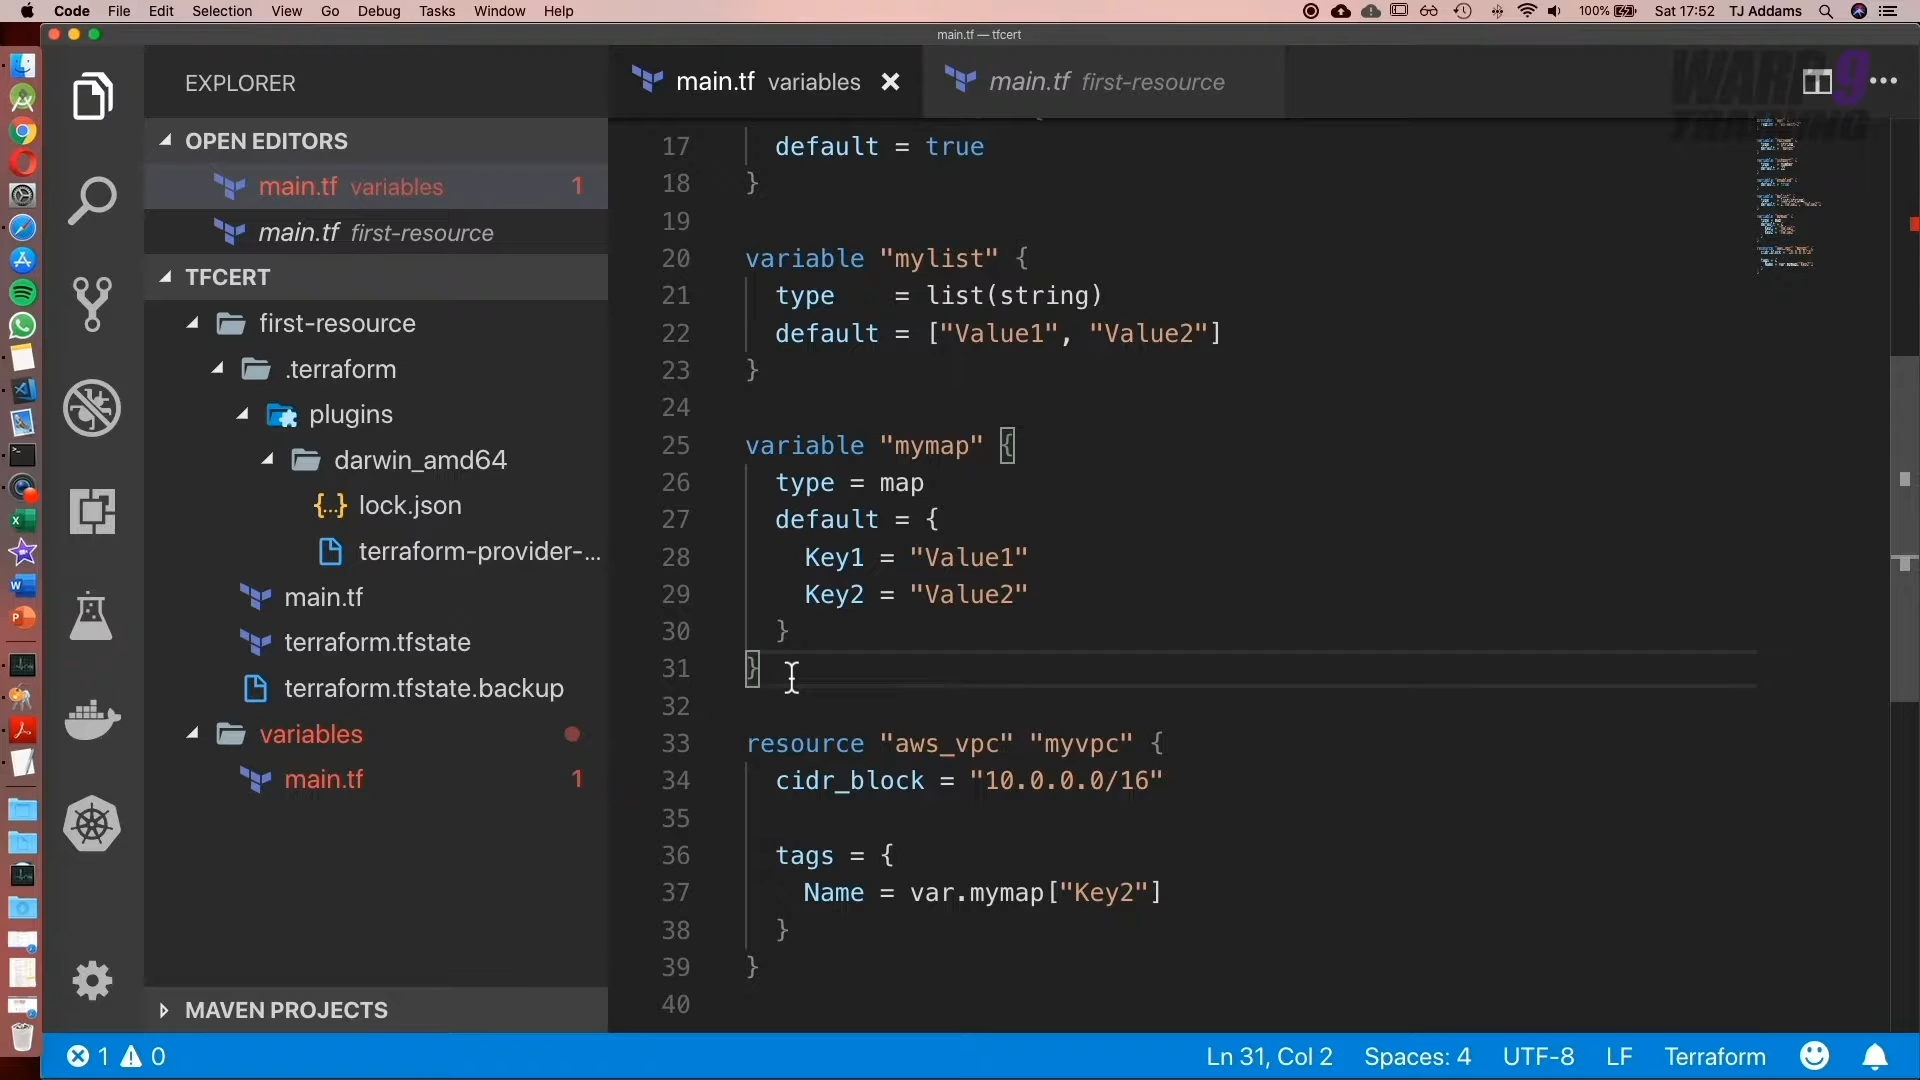 Code File Edit Selection View Go Debug Tasks Window Help
100% Sat 17:52 TJ Addams
main.tf — tfcert
EXPLORER
OPEN EDITORS
main.tf variables 1
main.tf first-resource
TFCERT
first-resource
.terraform
plugins
darwin_amd64
{...} lock.json
terraform-provider-...
main.tf
terraform.tfstate
terraform.tfstate.backup
variables
main.tf 1
MAVEN PROJECTS
main.tf variables
main.tf first-resource
WARP 9
TRAINING
17 default = true
18 }
19
20 variable "mylist" {
21 type    = list(string)
22 default = ["Value1", "Value2"]
23 }
24
25 variable "mymap" {
26 type = map
27 default = {
28 Key1 = "Value1"
29 Key2 = "Value2"
30 }
31 }
32
33 resource "aws_vpc" "myvpc" {
34 cidr_block = "10.0.0.0/16"
35
36 tags = {
37 Name = var.mymap["Key2"]
38 }
39 }
40
1 0
Ln 31, Col 2 Spaces: 4 UTF-8 LF Terraform